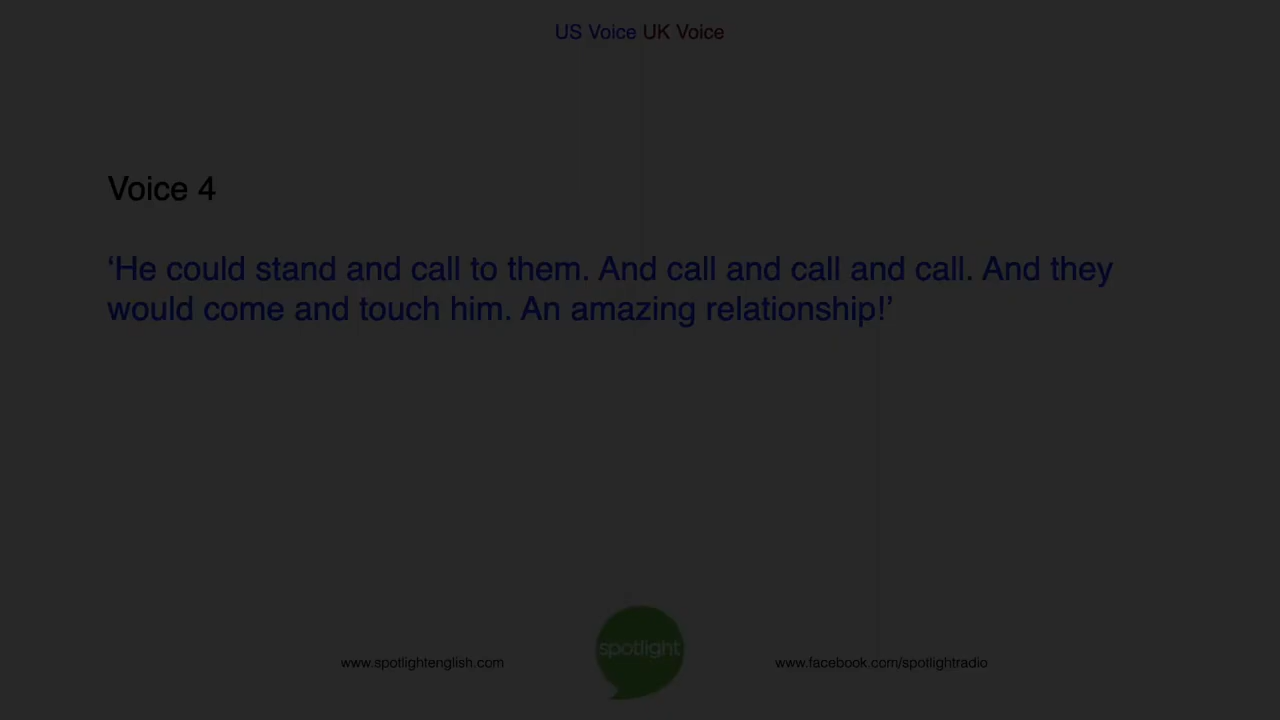 US Voice UK Voice
Voice 4
‘He could stand and call to them. And call and call and call. And they
would come and touch him. An amazing relationship!’
spotlight
www.spotlightenglish.com
www.facebook.com/spotlightradio